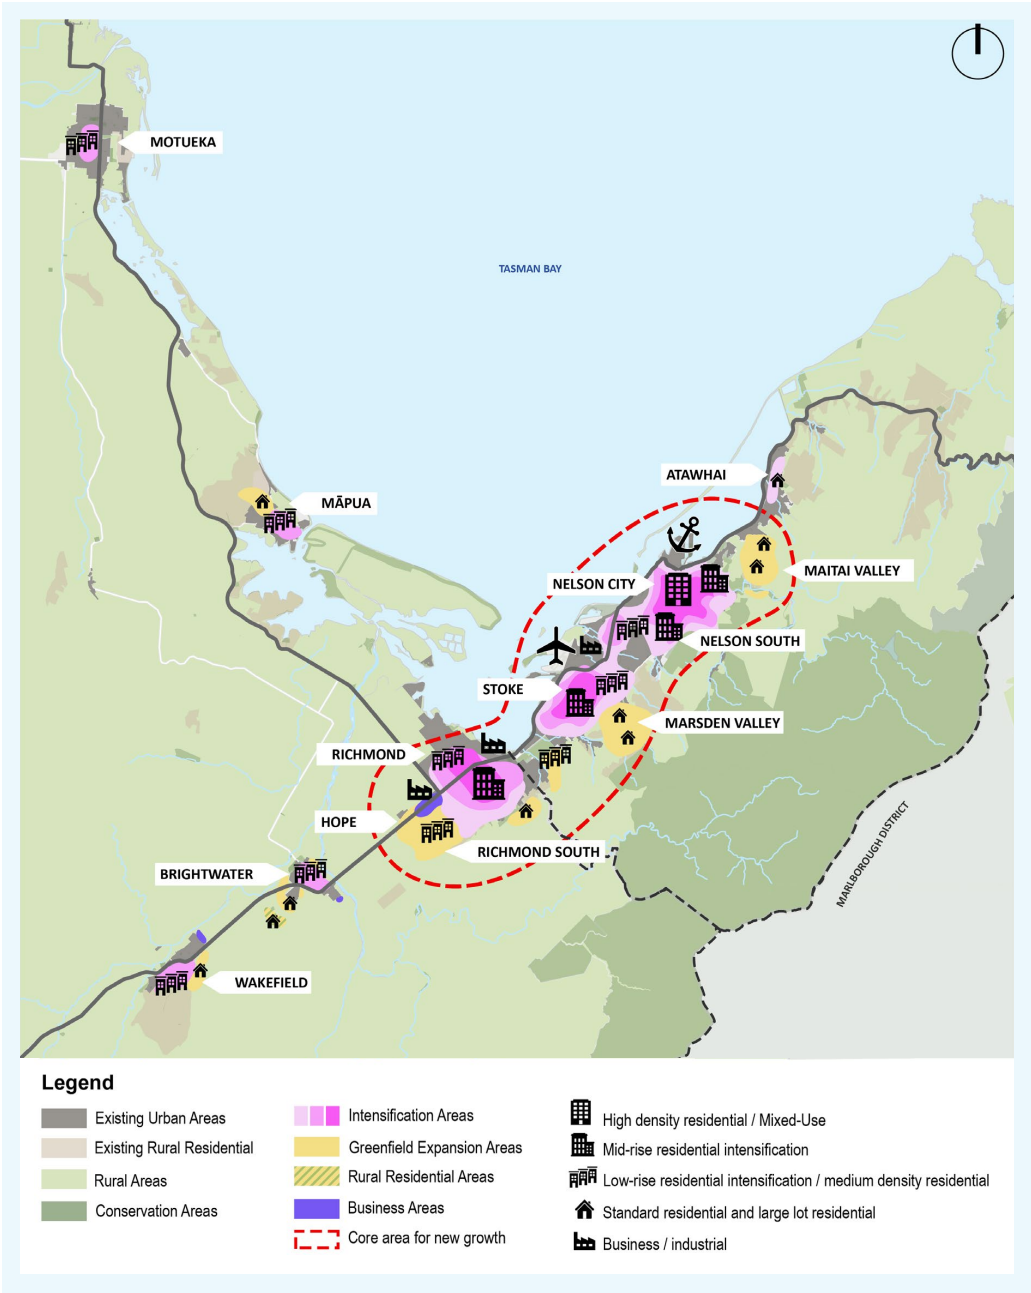 MOTUEKA
TASMAN BAY
ATAWHAI
MĀPUA
MAITAI VALLEY
NELSON CITY
NELSON SOUTH
STOKE
MARSDEN VALLEY
RICHMOND
HOPE
RICHMOND SOUTH
MARLBOROUGH DISTRICT
BRIGHTWATER
WAKEFIELD
Legend
Existing Urban Areas
Existing Rural Residential
Rural Areas
Conservation Areas
Intensification Areas
Greenfield Expansion Areas
Rural Residential Areas
Business Areas
Core area for new growth
High density residential / Mixed-Use
Mid-rise residential intensification
Low-rise residential intensification / medium density residential
Standard residential and large lot residential
Business / industrial